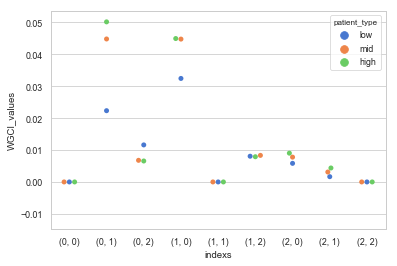 patient_type
low
mid
high
0.05
0.04
0.03
0.02
0.01
0.00
−0.01
WGCI_values
(0, 0) (0, 1) (0, 2) (1, 0) (1, 1) (1, 2) (2, 0) (2, 1) (2, 2)
indexs